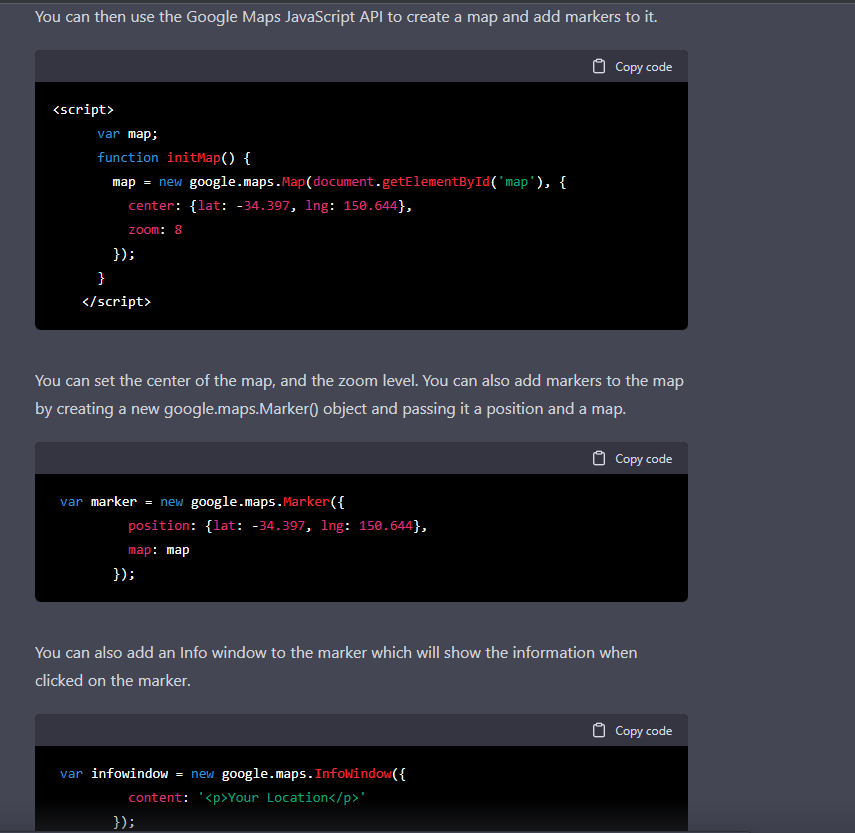 You can then use the Google Maps JavaScript API to create a map and add markers to it.
Copy code
<script>
var map;
function initMap() {
map = new google.maps.Map(document.getElementById('map'), {
center: {lat: -34.397, lng: 150.644},
zoom: 8
});
}
</script>
You can set the center of the map, and the zoom level. You can also add markers to the map
by creating a new google.maps.Marker() object and passing it a position and a map.
Copy code
var marker = new google.maps.Marker({
position: {lat: -34.397, lng: 150.644},
map: map
});
You can also add an Info window to the marker which will show the information when
clicked on the marker.
Copy code
var infowindow = new google.maps.InfoWindow({
content: '<p>Your Location</p>'
});